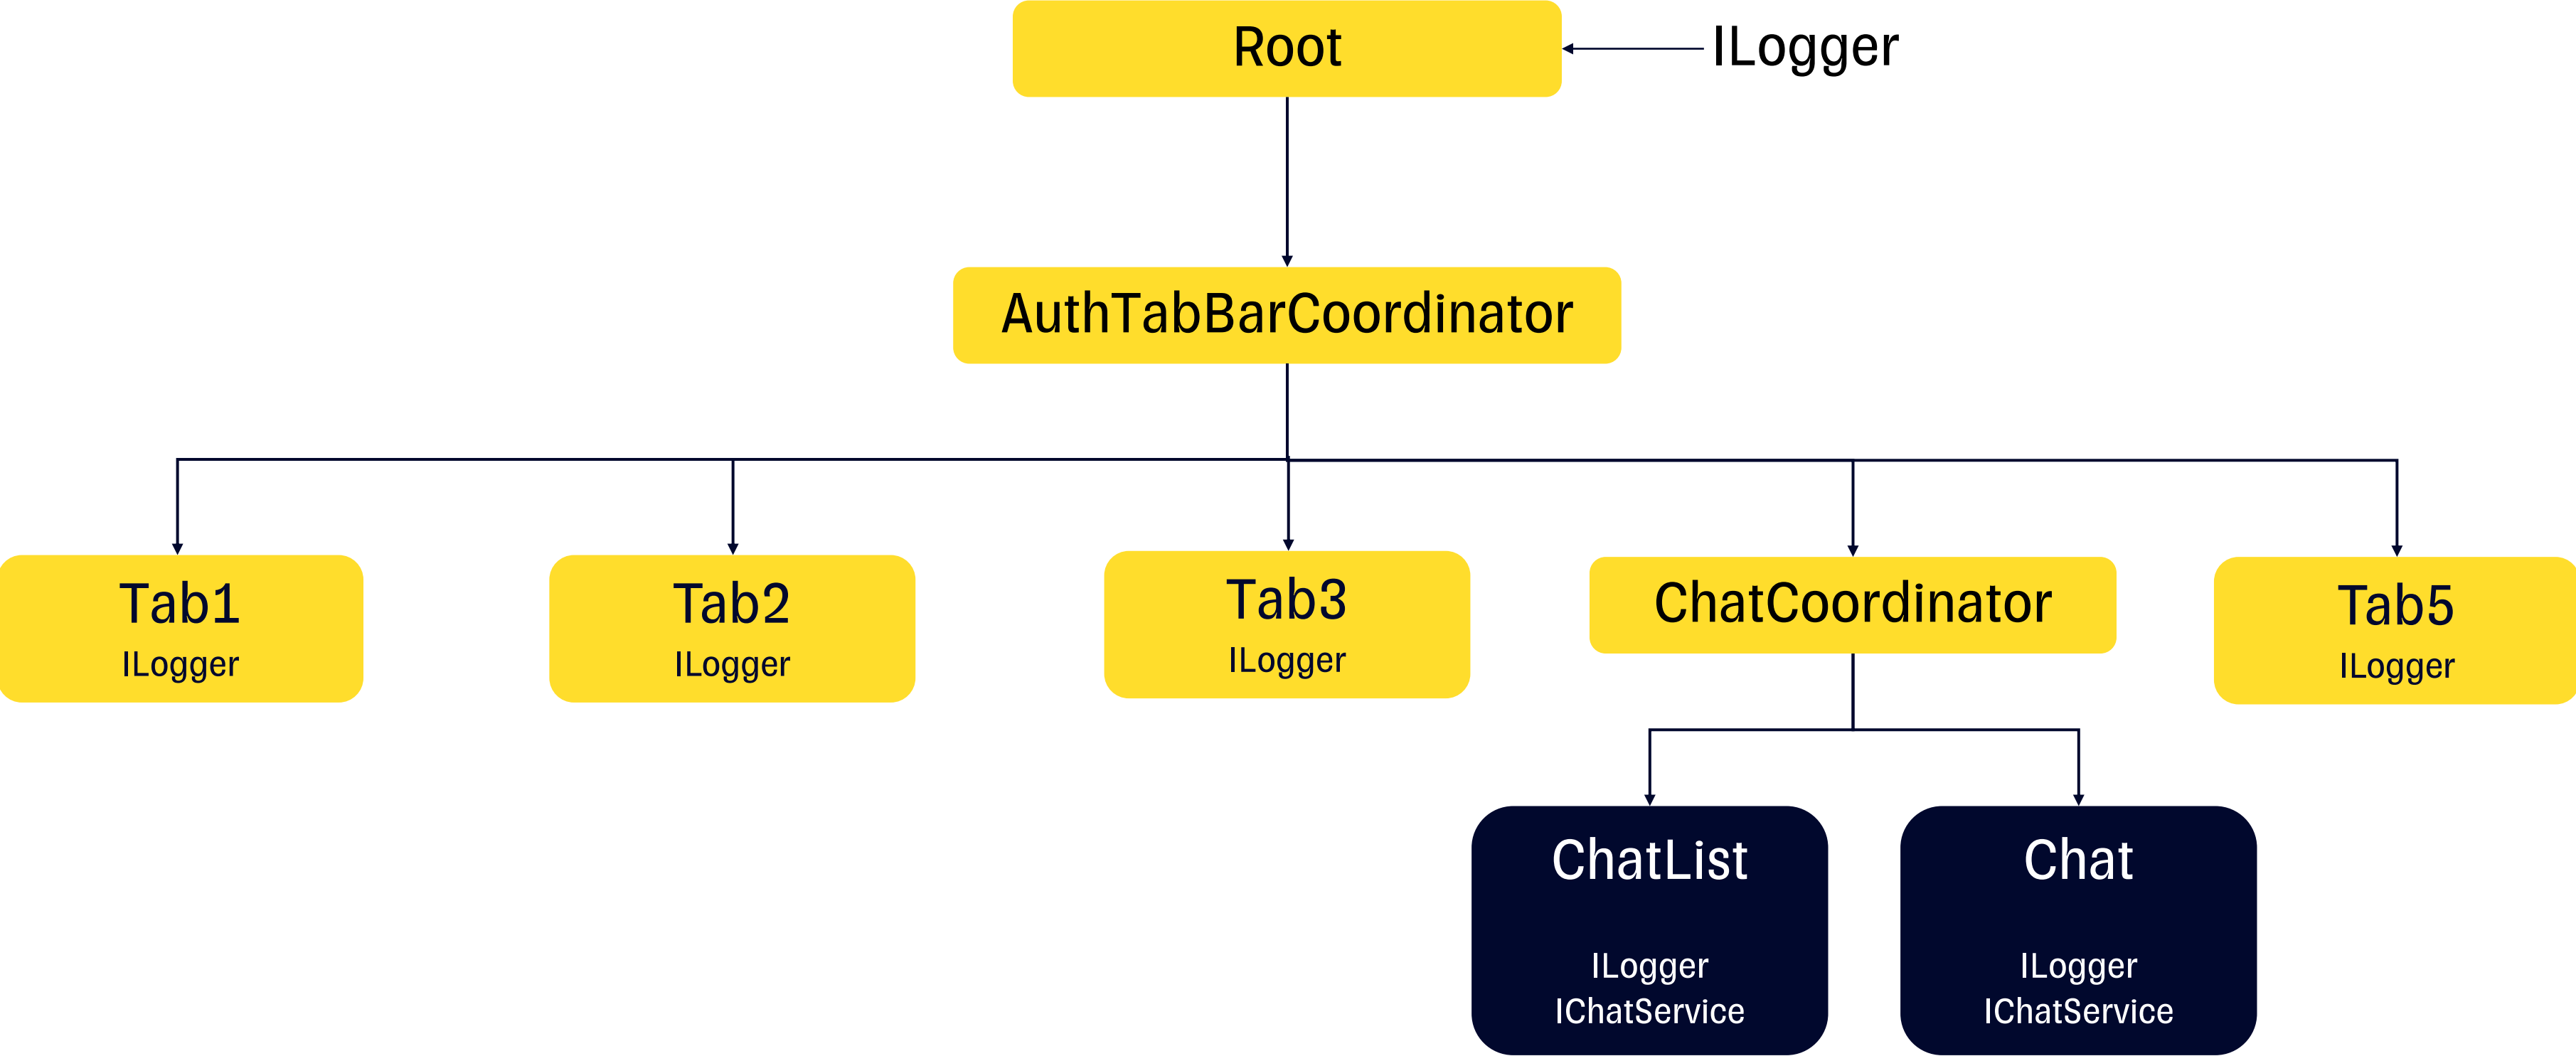 Root
ILogger
AuthTabBarCoordinator
Tab1
ILogger
Tab2
ILogger
Tab3
ILogger
ChatCoordinator
Tab5
ILogger
ChatList
ILogger
IChatService
Chat
ILogger
IChatService